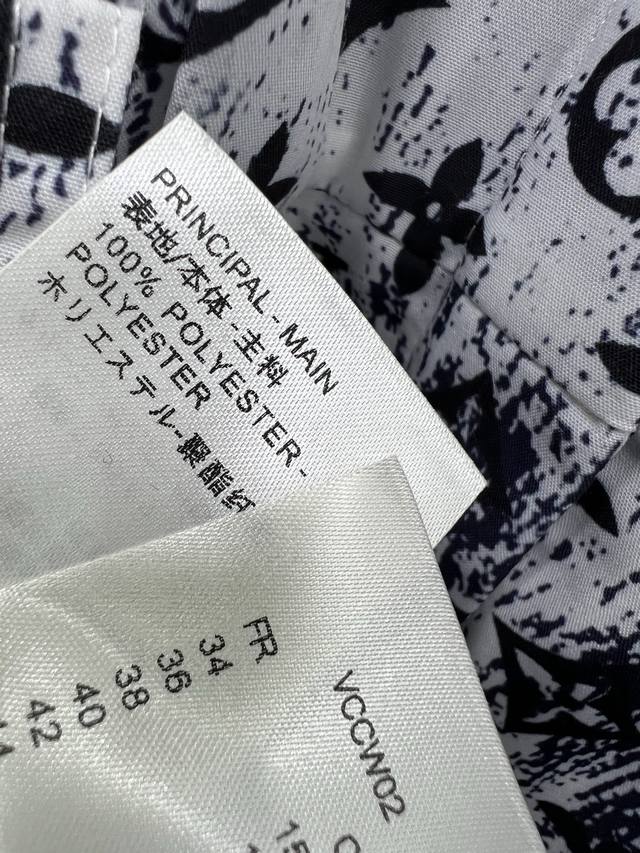 PRINCIPAL - MAIN
表地/本体 - 主料
100% POLYESTER -
POLYESTER
ホリエステル - 聚酯纤
FR
34
36
38
40
42
VCCW02